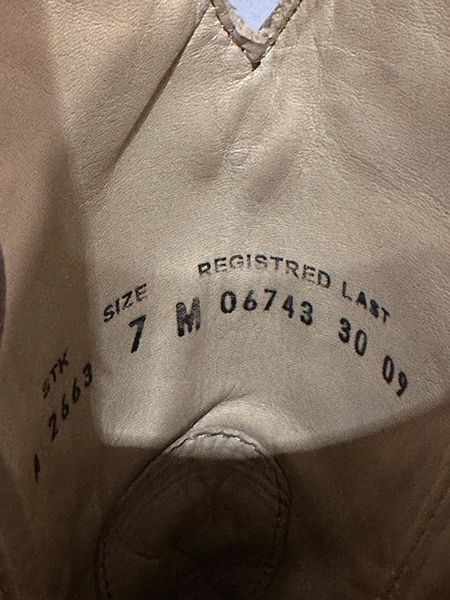 STK SIZE REGISTRED LAST
A 2663 7 M 06743 30 09